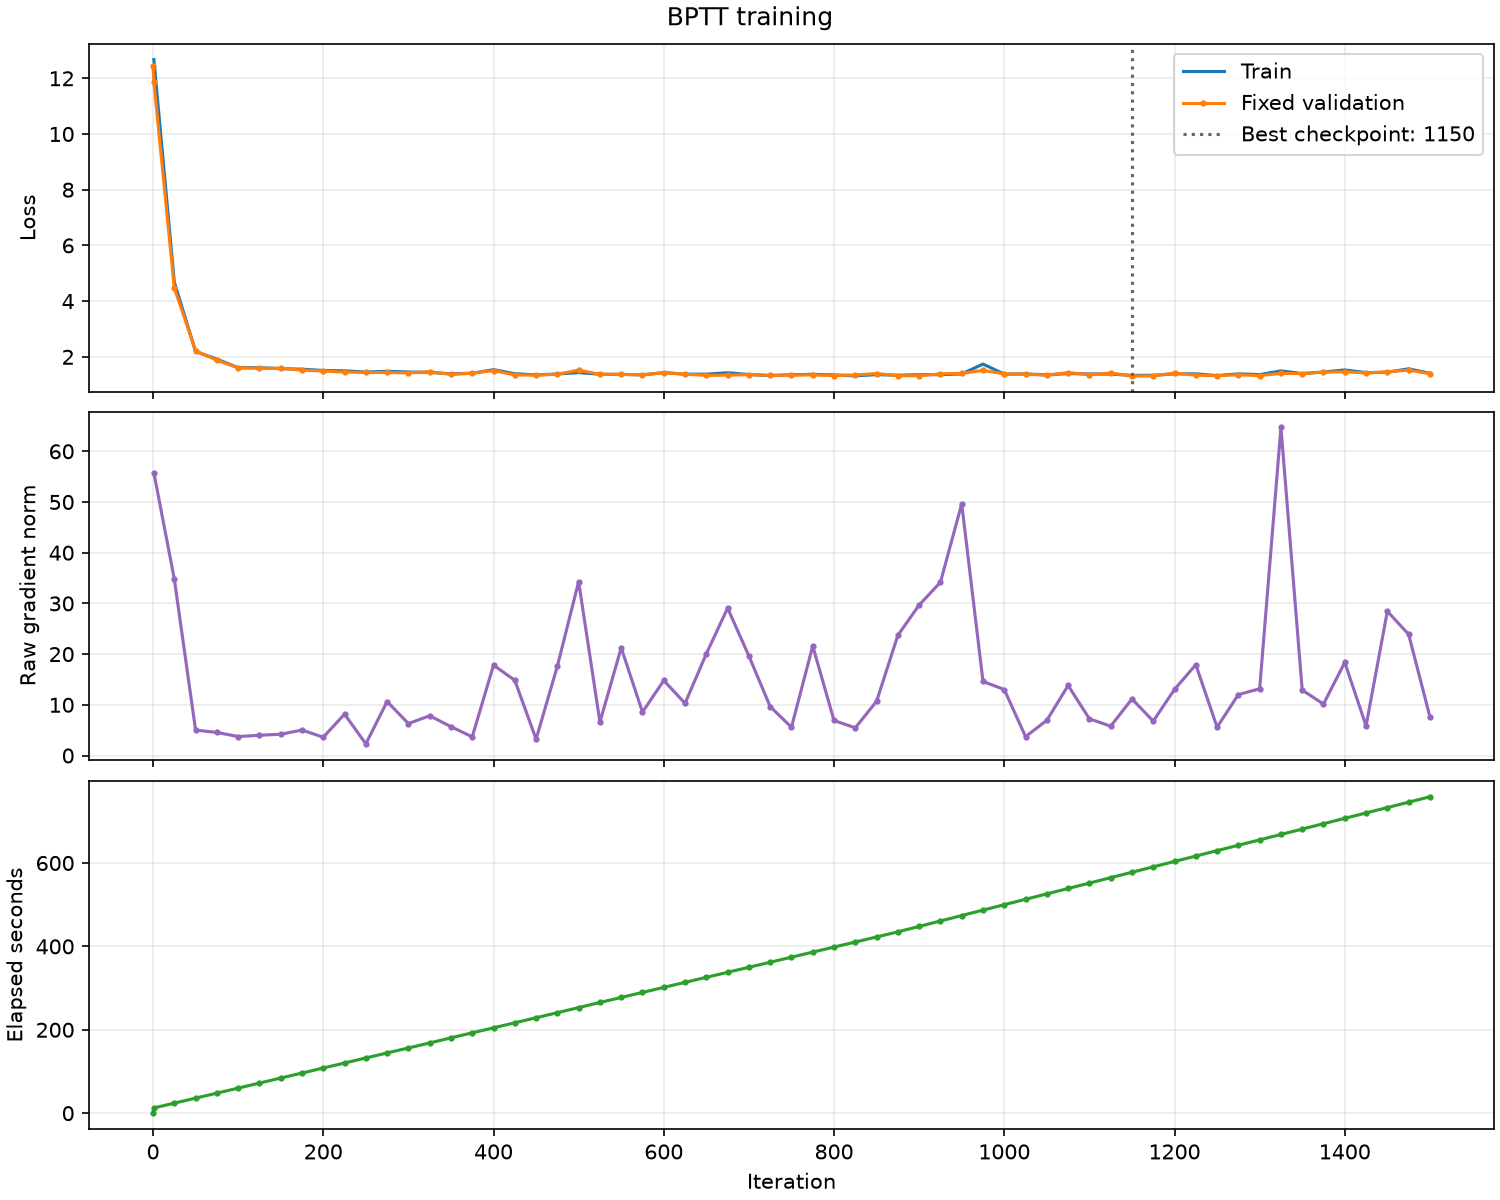 BPTT training
12
10
8
6
4
2
Loss
Train
Fixed validation
Best checkpoint: 1150
60
50
40
30
20
10
0
Raw gradient norm
600
400
200
0
Elapsed seconds
0 200 400 600 800 1000 1200 1400
Iteration